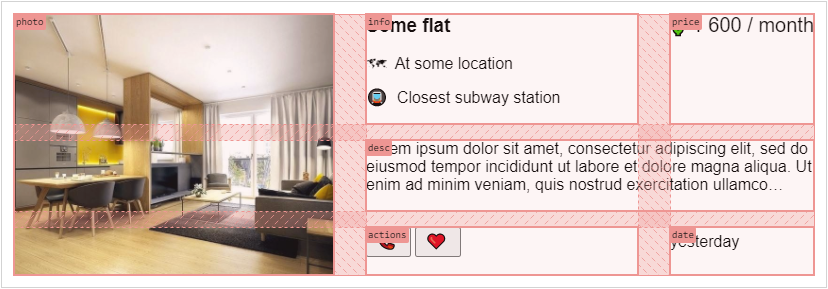 photo
info
Some flat
price
600 / month
At some location
Closest subway station
desc
ipsum dolor sit amet, consectetur adipiscing elit, sed do
eiusmod tempor incididunt ut labore et dolore magna aliqua. Ut
enim ad minim veniam, quis nostrud exercitation ullamco…
actions
date
yesterday